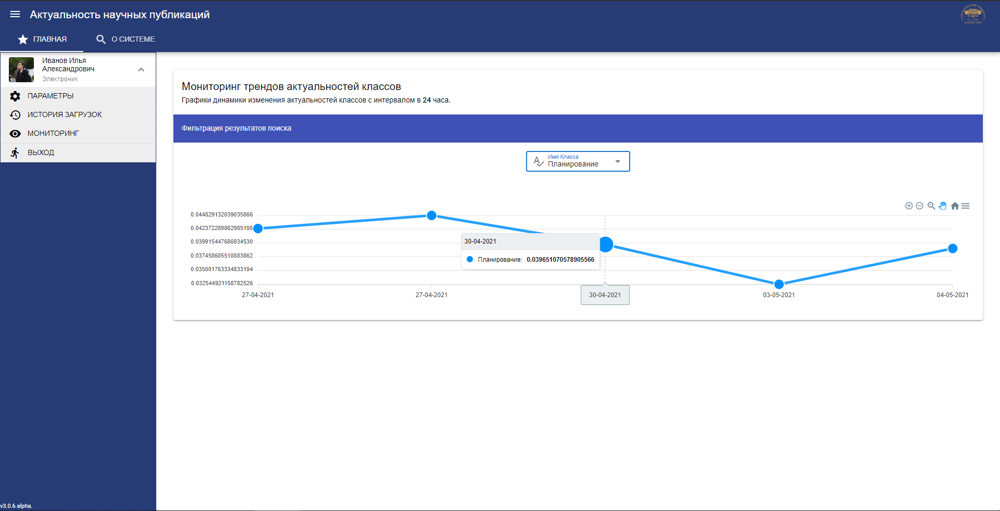 Актуальность научных публикаций
ГЛАВНАЯ
О СИСТЕМЕ
Иванов Илья
Александрович
Электроник
ПАРАМЕТРЫ
ИСТОРИЯ ЗАГРУЗОК
МОНИТОРИНГ
ВЫХОД
Мониторинг трендов актуальностей классов
Графики динамики изменения актуальностей классов с интервалом в 24 часа.
Фильтрация результатов поиска
Имя Класса
Планирование
0.044829132039035866
0.042372289862985198
0.039915447686934530
0.037458605510883862
0.035001763334833194
0.032544921158782526
30-04-2021
Планирование: 0.039651070578905566
27-04-2021
27-04-2021
30-04-2021
03-05-2021
04-05-2021
v3.0.6 alpha.